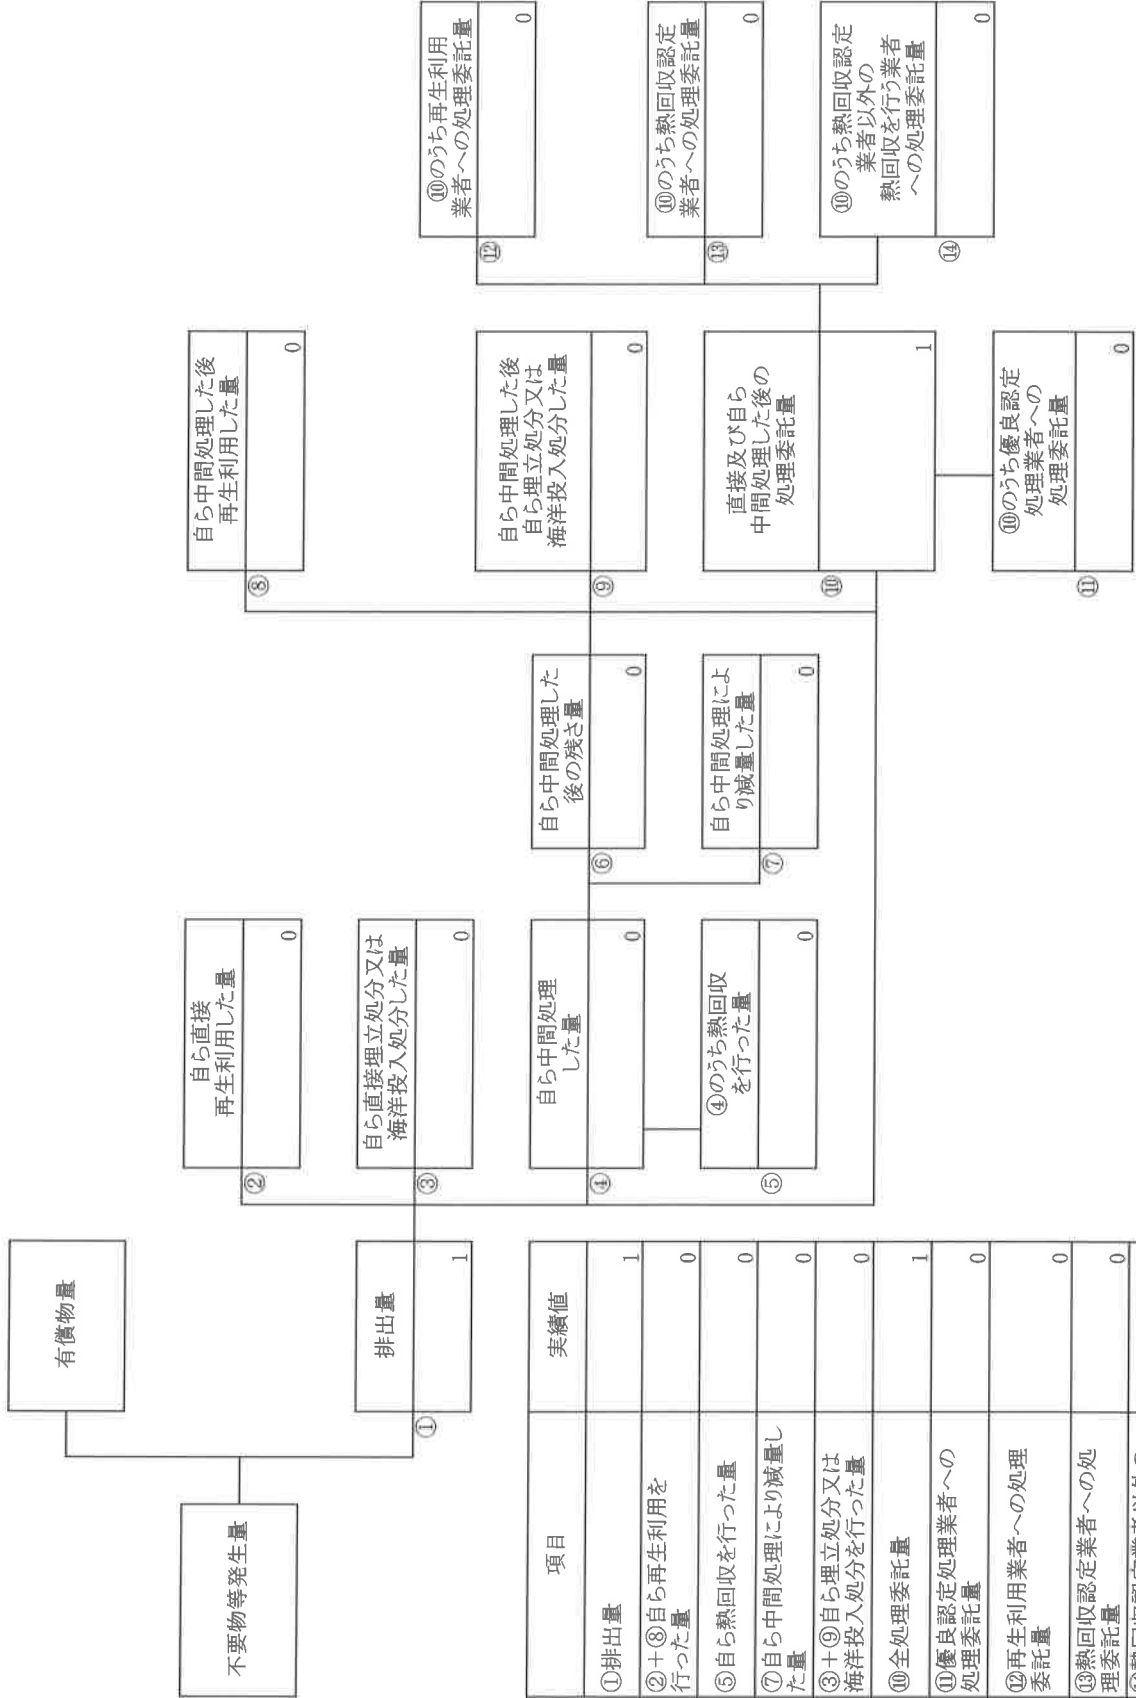 不要物等発生量
有償物量
①
排出量
1
②
自ら直接
再生利用した量
0
③
自ら直接埋立処分又は
海洋投入処分した量
0
④
自ら中間処理
した量
0
⑤
④のうち熱回収
を行った量
0
⑥
自ら中間処理した
後の残さ量
0
⑦
自ら中間処理によ
り減量した量
0
⑧
自ら中間処理した後
再生利用した量
0
⑨
自ら中間処理した後
自ら埋立処分又は
海洋投入処分した量
0
⑩
直接及び自ら
中間処理した後の
処理委託量
1
⑪
⑩のうち優良認定
処理業者への
処理委託量
0
⑫
⑩のうち再生利用
業者への処理委託量
0
⑬
⑩のうち熱回収認定
業者への処理委託量
0
⑭
⑩のうち熱回収認定
業者以外の
熱回収を行う業者
への処理委託量
0
項目 実績値
①排出量 1
②+⑧自ら再生利用を
行った量 0
⑤自ら熱回収を行った量 0
⑦自ら中間処理により減量し
た量 0
③+⑨自ら埋立処分又は
海洋投入処分を行った量 0
⑩全処理委託量 1
⑪優良認定処理業者への
処理委託量 0
⑫再生利用業者への処理
委託量 0
⑬熱回収認定業者への処
理委託量 0